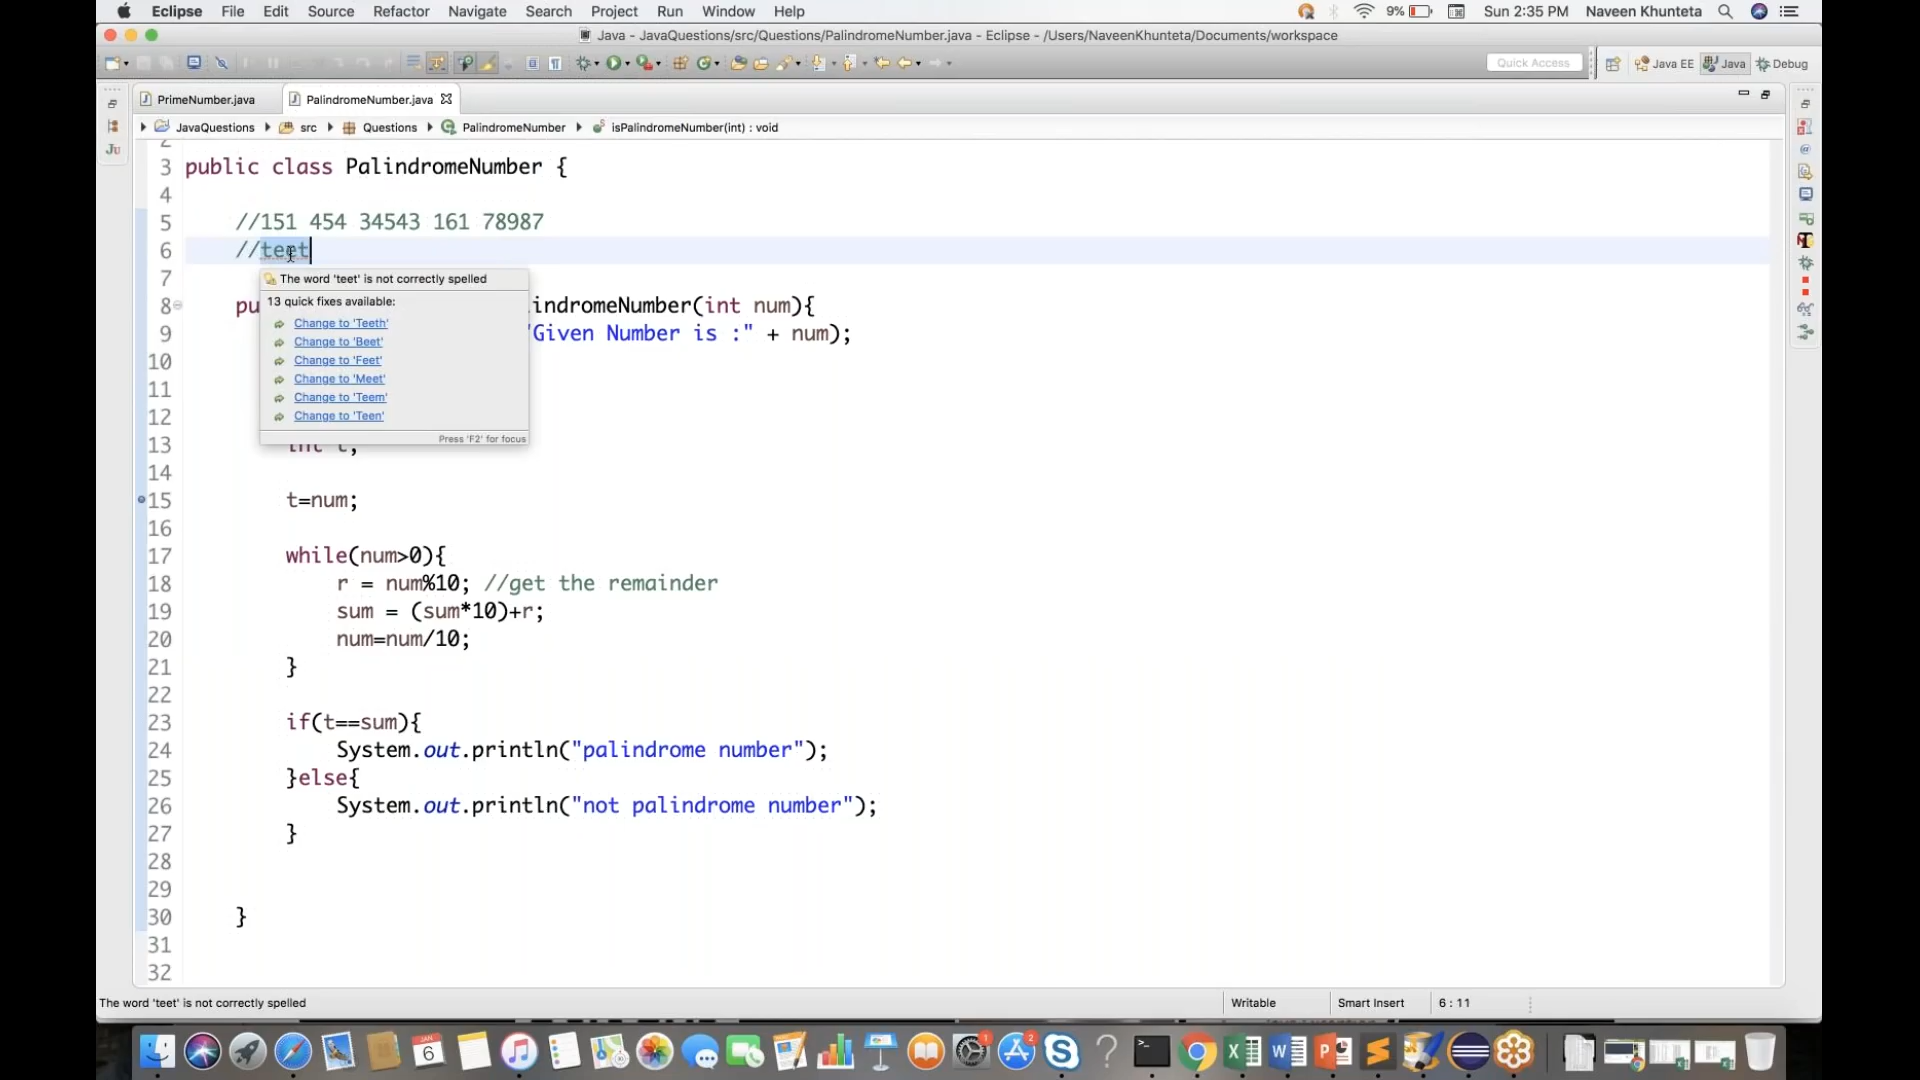 Eclipse File Edit Source Refactor Navigate Search Project Run Window Help 9% Sun 2:35 PM Naveen Khunteta
Java - JavaQuestions/src/Questions/PalindromeNumber.java - Eclipse - /Users/NaveenKhunteta/Documents/workspace
Quick Access Java EE Java Debug
PrimeNumber.java PalindromeNumber.java
JavaQuestions src Questions PalindromeNumber isPalindromeNumber(int) : void
3 public class PalindromeNumber {
4
5 //151 454 34543 161 78987
6 //teet
The word 'teet' is not correctly spelled
13 quick fixes available:
Change to 'Teeth'
Change to 'Beet'
Change to 'Feet'
Change to 'Meet'
Change to 'Teem'
Change to 'Teen'
Press 'F2' for focus
7
8 pu indromeNumber(int num){
9 "Given Number is :" + num);
10
11
12
13 int t;
14
15 t=num;
16
17 while(num>0){
18 r = num%10; //get the remainder
19 sum = (sum*10)+r;
20 num=num/10;
21 }
22
23 if(t==sum){
24 System.out.println("palindrome number");
25 }else{
26 System.out.println("not palindrome number");
27 }
28
29
30 }
31
32
The word 'teet' is not correctly spelled Writable Smart Insert 6 : 11
JAN
6
1
2